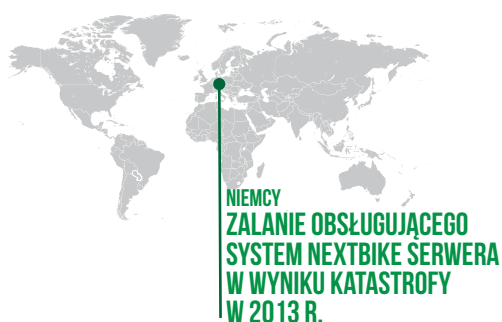 NIEMCY
ZALANIE OBSŁUGUJĄCEGO
SYSTEM NEXTBIKE SERWERA
W WYNIKU KATASTROFY
W 2013 R.